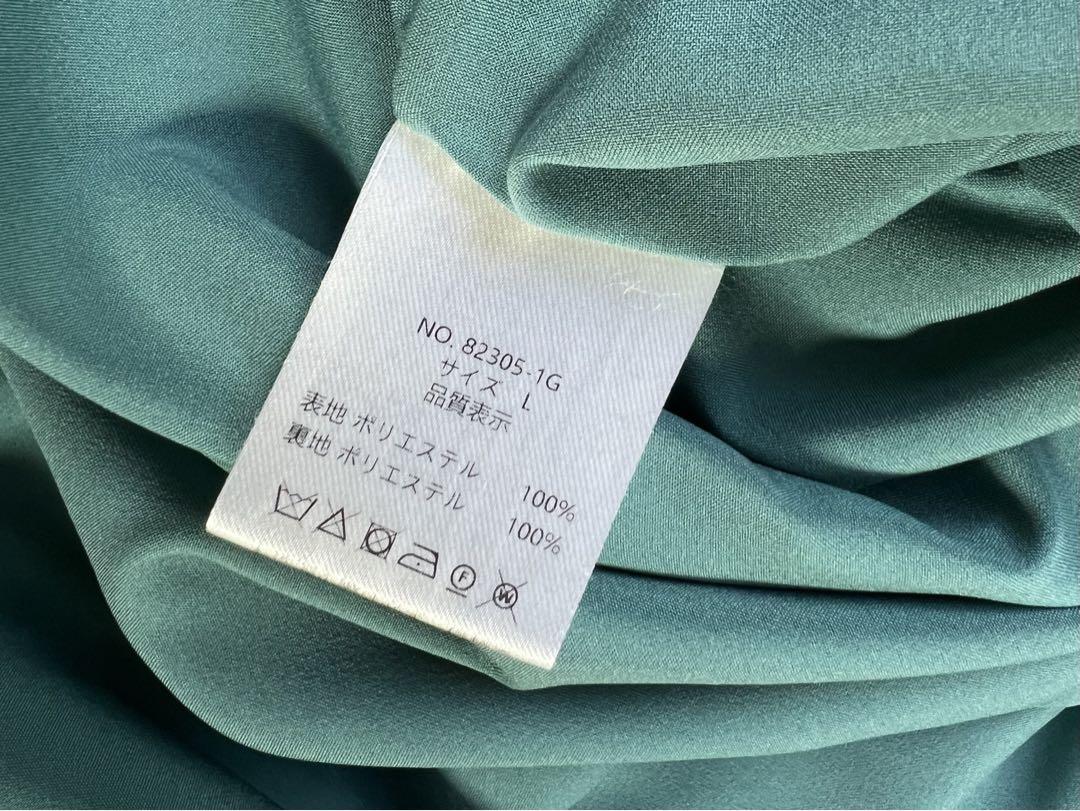 NO. 82305-1G
サイズ L
品質表示
表地 ポリエステル 100%
裏地 ポリエステル 100%
F W